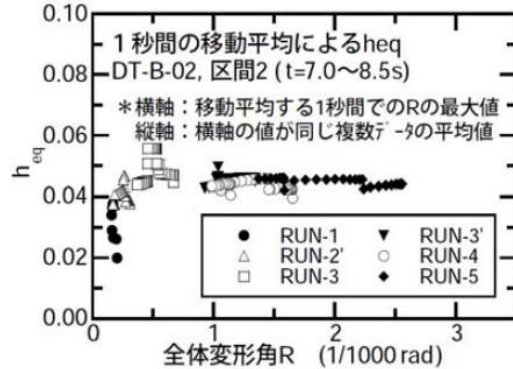 0.10
0.08
0.06
0.04
0.02
0.00
h eq
1秒間の移動平均によるheq
DT-B-02, 区間2 (t=7.0～8.5s)
＊横軸：移動平均する1秒間でのRの最大値
縦軸：横軸の値が同じ複数ﾃﾞｰﾀの平均値
RUN-1 RUN-3'
RUN-2' RUN-4
RUN-3 RUN-5
0 1 2 3
全体変形角R (1/1000 rad)